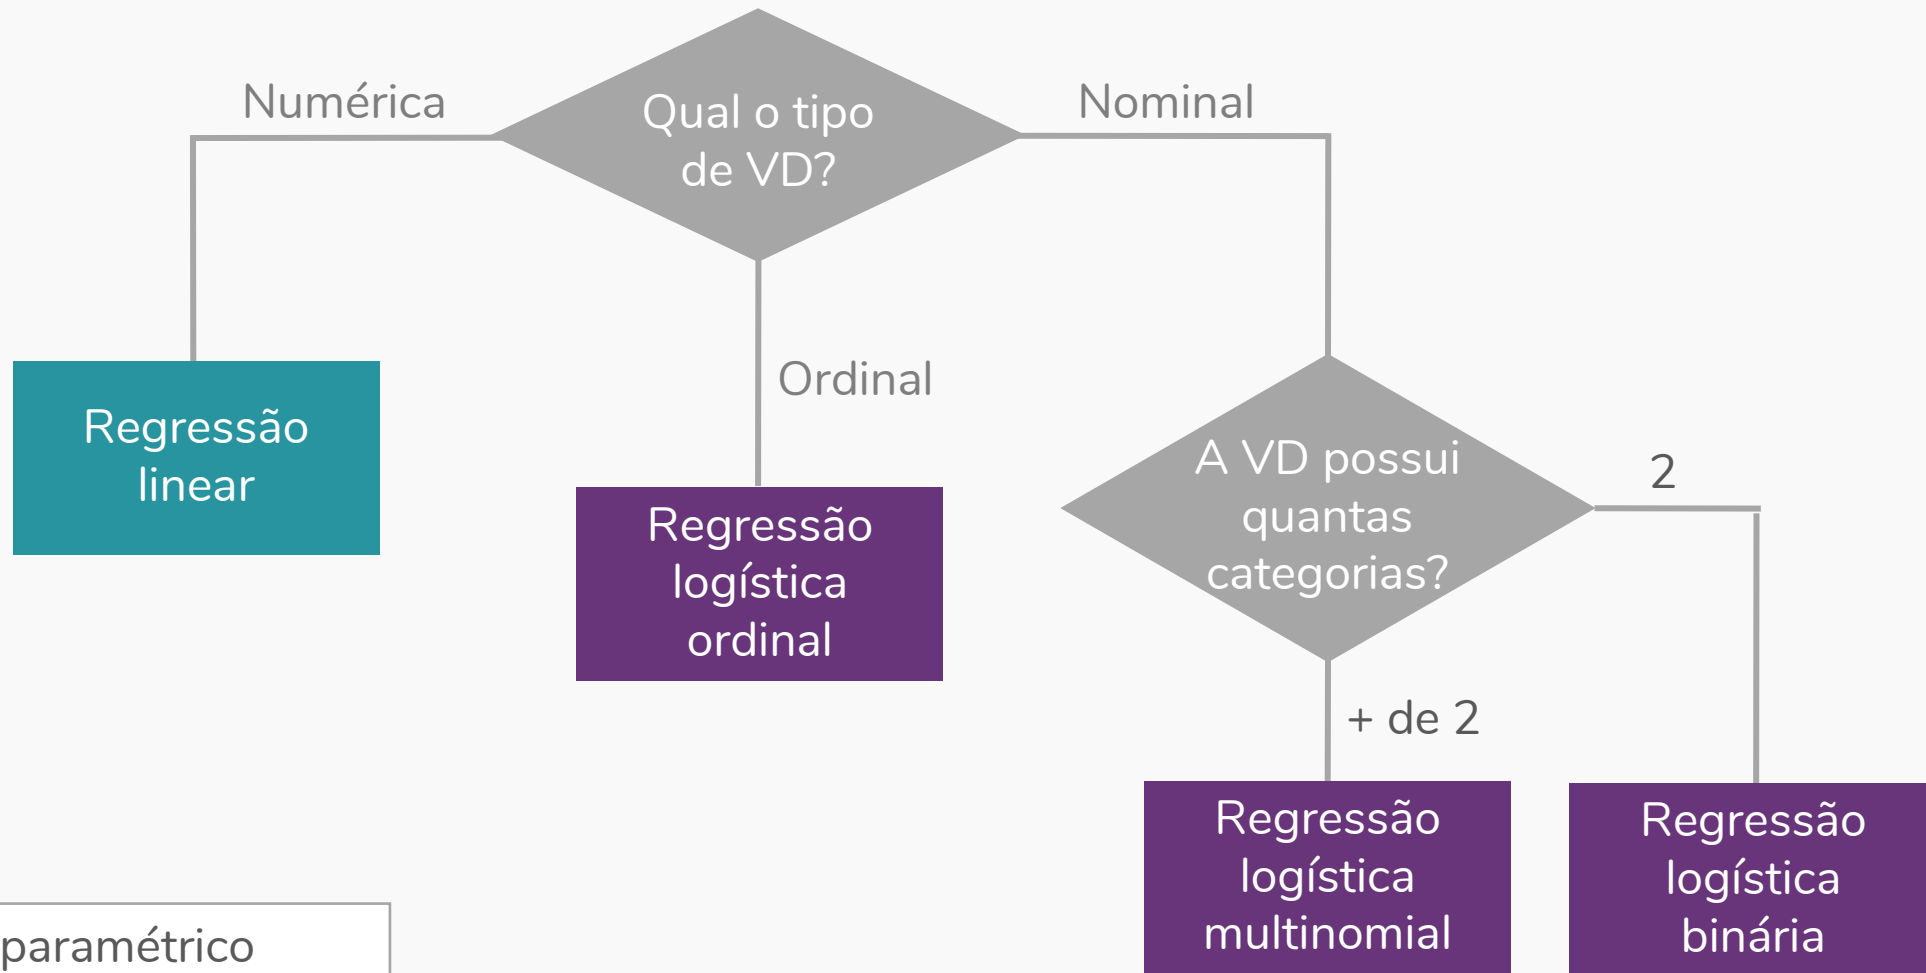 Numérica
Qual o tipo
de VD?
Nominal
Ordinal
Regressão
linear
Regressão
logística
ordinal
A VD possui
quantas
categorias?
2
+ de 2
Regressão
logística
multinomial
Regressão
logística
binária
paramétrico